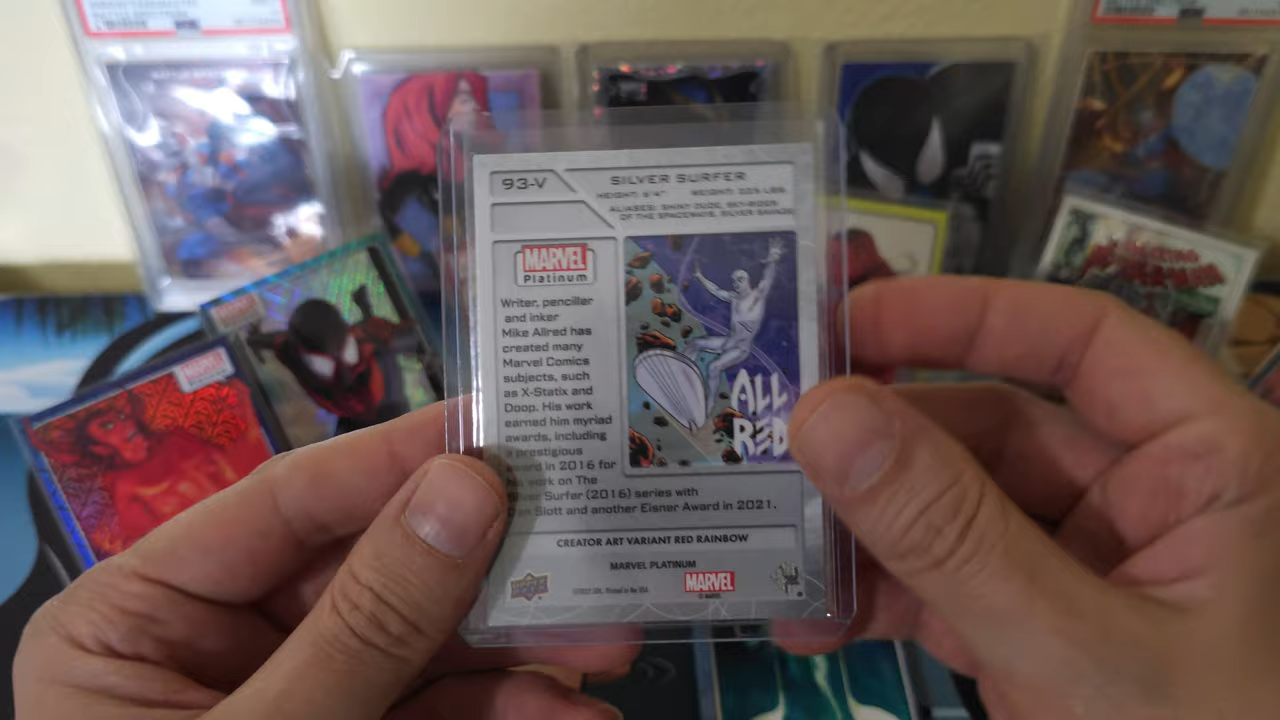 93-V
SILVER SURFER
HEIGHT: 6'4" WEIGHT: 225 LBS
ALIASES: SHINY DUDE, SKY-RIDER
OF THE SPACEWAYS, SILVER SAVAGE
MARVEL
Platinum
Writer, penciller
and inker
Mike Allred has
created many
Marvel Comics
subjects, such
as X-Statix and
Doop. His work
earned him myriad
awards, including
a prestigious
award in 2016 for
his work on The
Silver Surfer (2016) series with
Dan Slott and another Eisner Award in 2021.
ALL
RED
CREATOR ART VARIANT RED RAINBOW
MARVEL PLATINUM
MARVEL